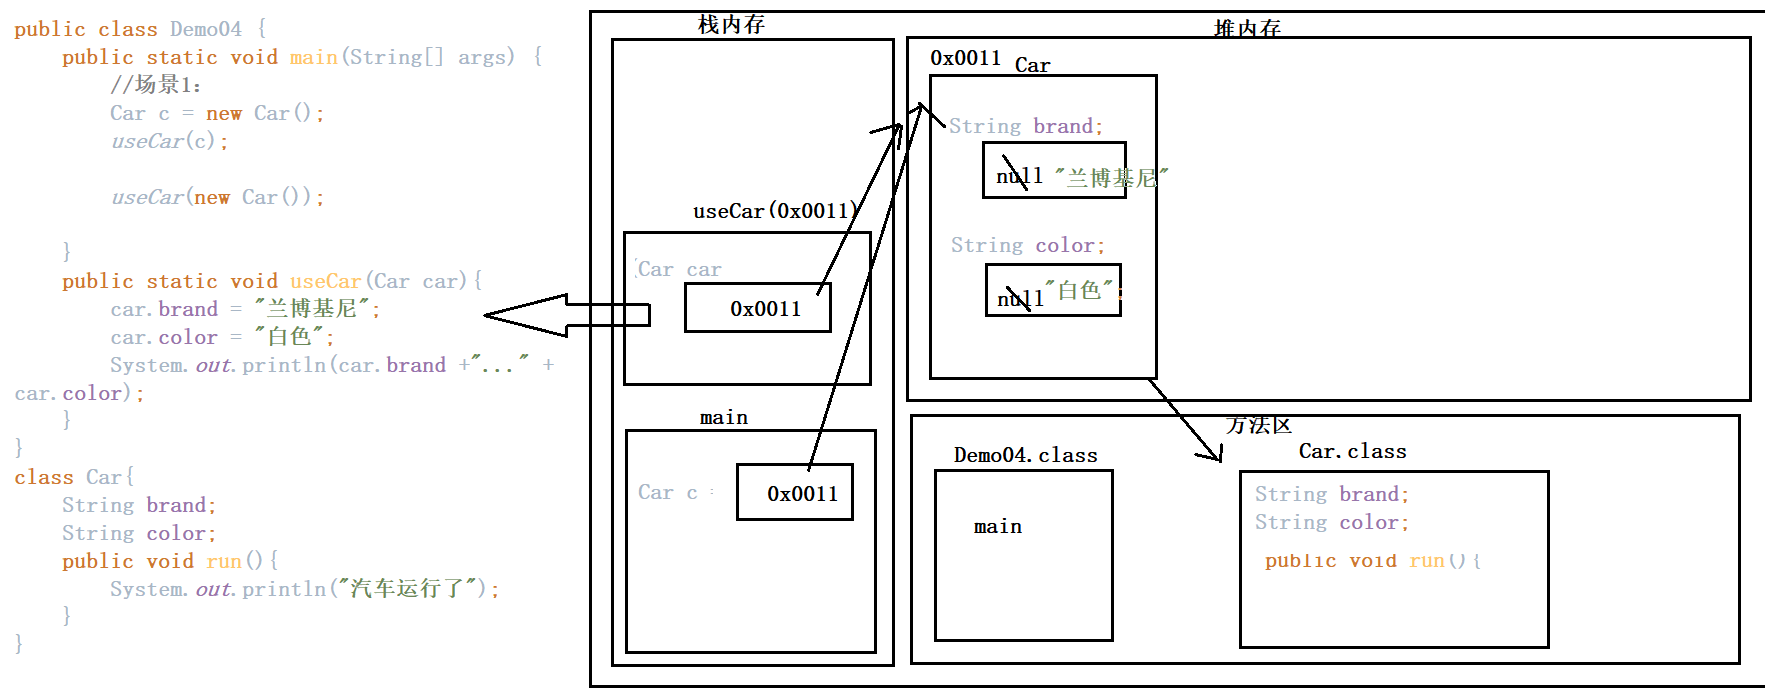 public class Demo04 {
public static void main(String[] args) {
//场景1:
Car c = new Car();
useCar(c);
useCar(new Car());
}
public static void useCar(Car car){
car.brand = "兰博基尼";
car.color = "白色";
System.out.println(car.brand +"..." +
car.color);
}
}
class Car{
String brand;
String color;
public void run(){
System.out.println("汽车运行了");
}
}
栈内存
useCar(0x0011)
(Car car
0x0011
main
Car c =
0x0011
堆内存
0x0011 Car
String brand;
null "兰博基尼"
String color;
null "白色";
方法区
Demo04.class
main
Car.class
String brand;
String color;
public void run(){